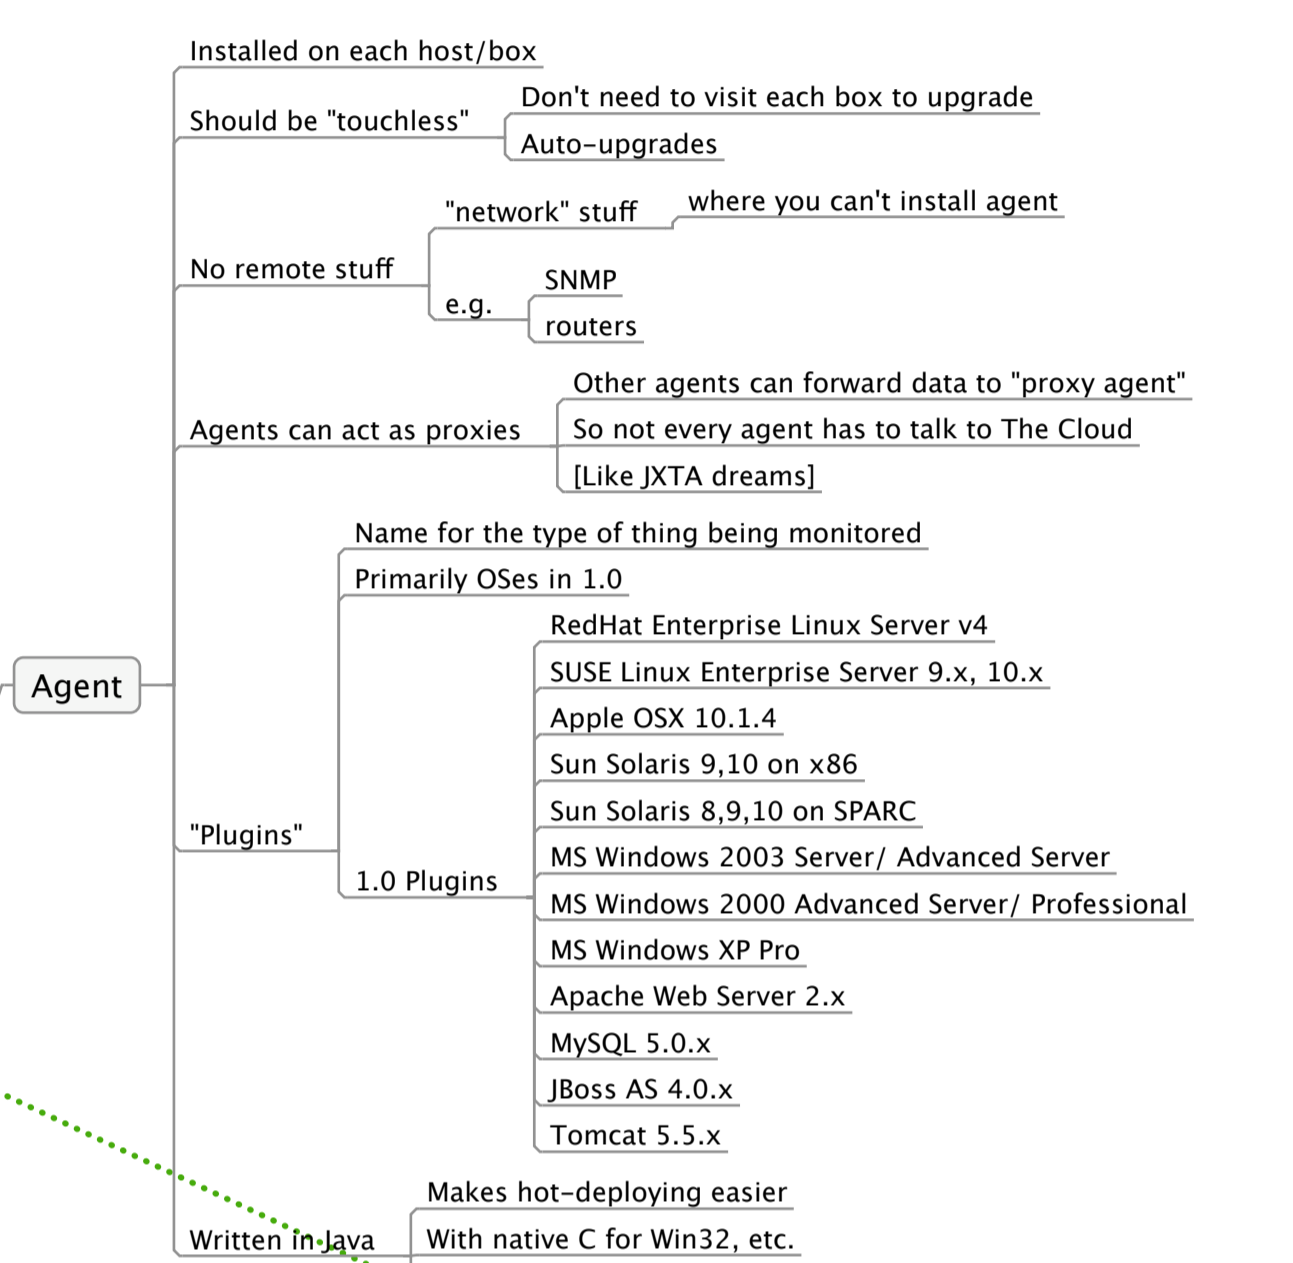 Installed on each host/box
Should be "touchless"
Don't need to visit each box to upgrade
Auto-upgrades
No remote stuff
"network" stuff
where you can't install agent
e.g.
SNMP
routers
Agents can act as proxies
Other agents can forward data to "proxy agent"
So not every agent has to talk to The Cloud
[Like JXTA dreams]
Agent
"Plugins"
Name for the type of thing being monitored
Primarily OSes in 1.0
1.0 Plugins
RedHat Enterprise Linux Server v4
SUSE Linux Enterprise Server 9.x, 10.x
Apple OSX 10.1.4
Sun Solaris 9,10 on x86
Sun Solaris 8,9,10 on SPARC
MS Windows 2003 Server/ Advanced Server
MS Windows 2000 Advanced Server/ Professional
MS Windows XP Pro
Apache Web Server 2.x
MySQL 5.0.x
JBoss AS 4.0.x
Tomcat 5.5.x
Written in Java
Makes hot-deploying easier
With native C for Win32, etc.